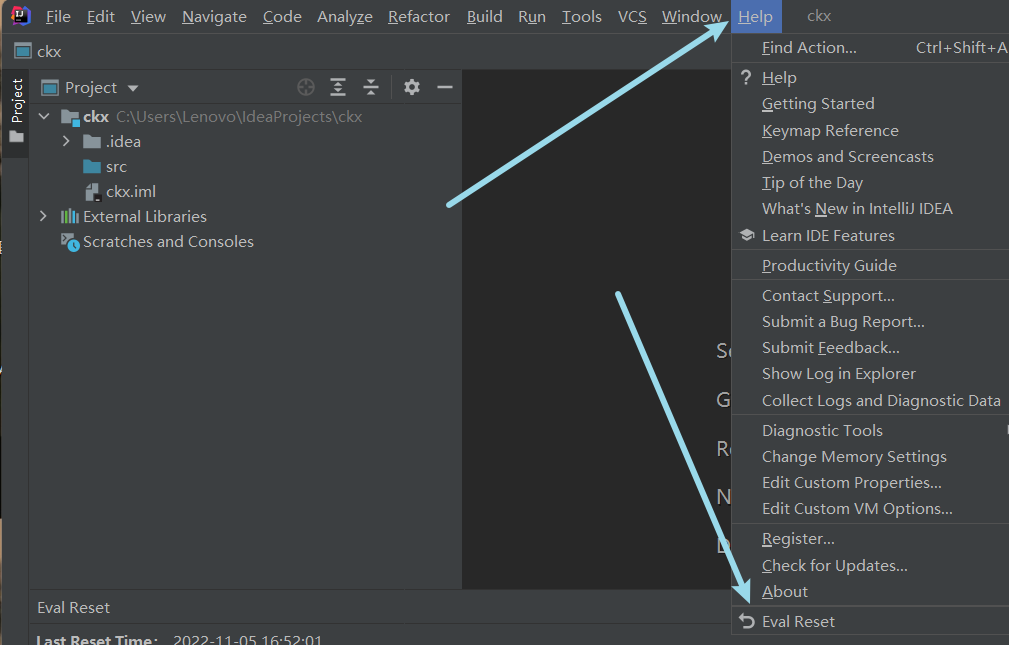 File Edit View Navigate Code Analyze Refactor Build Run Tools VCS Window Help ckx
ckx
Project
Project
ckx C:\Users\Lenovo\IdeaProjects\ckx
.idea
src
ckx.iml
External Libraries
Scratches and Consoles
Find Action... Ctrl+Shift+A
? Help
Getting Started
Keymap Reference
Demos and Screencasts
Tip of the Day
What's New in IntelliJ IDEA
Learn IDE Features
Productivity Guide
Contact Support...
Submit a Bug Report...
Submit Feedback...
Show Log in Explorer
Collect Logs and Diagnostic Data
Diagnostic Tools
Change Memory Settings
Edit Custom Properties...
Edit Custom VM Options...
Register...
Check for Updates...
About
Eval Reset
Eval Reset
Last Reset Time: 2022-11-05 16:52:01